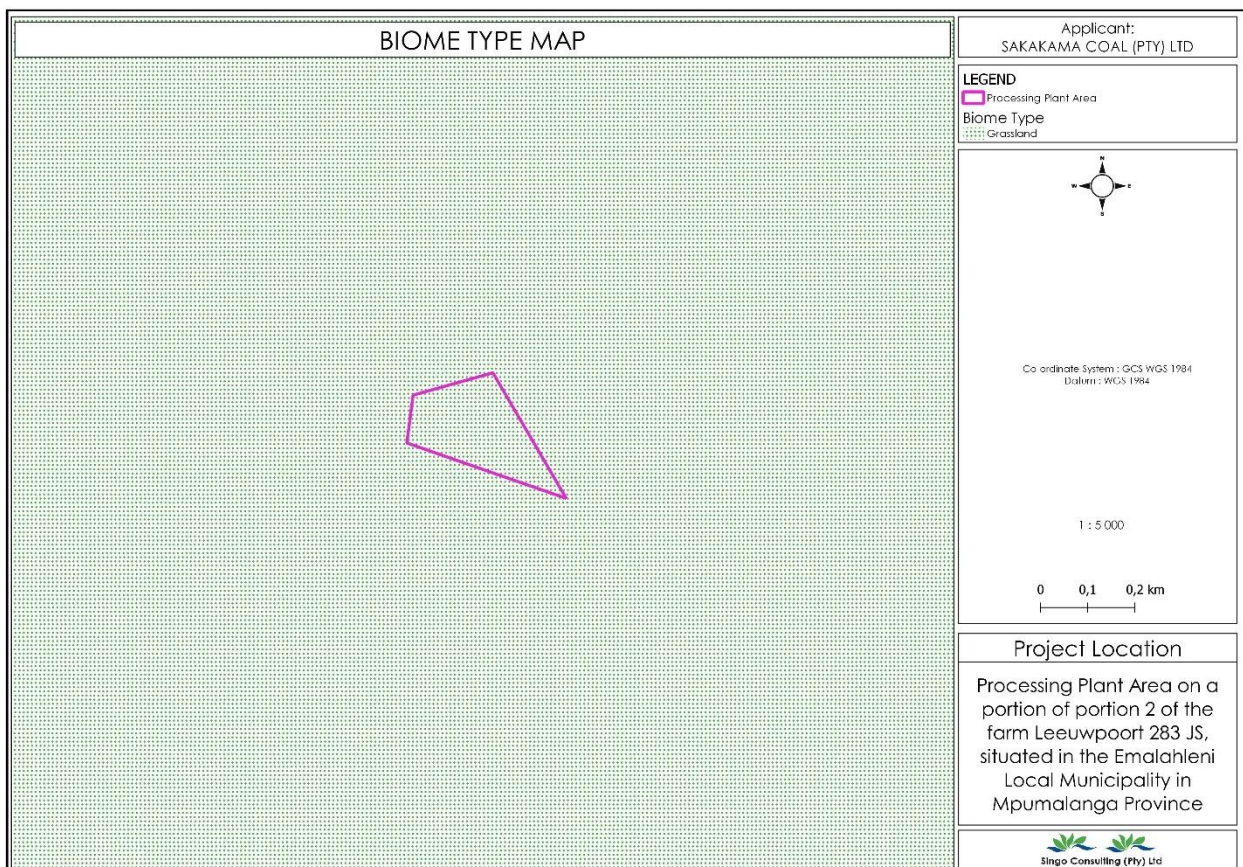 BIOME TYPE MAP
Applicant:
SAKAKAMA COAL (PTY) LTD
LEGEND
Processing Plant Area
Biome Type
Grassland
N
W E
S
Co ordinate System : GCS WGS 1984
Datum : WGS 1984
1 : 5 000
0 0,1 0,2 km
Project Location
Processing Plant Area on a
portion of portion 2 of the
farm Leeuwpoort 283 JS,
situated in the Emalahleni
Local Municipality in
Mpumalanga Province
Singo Consulting (Pty) Ltd